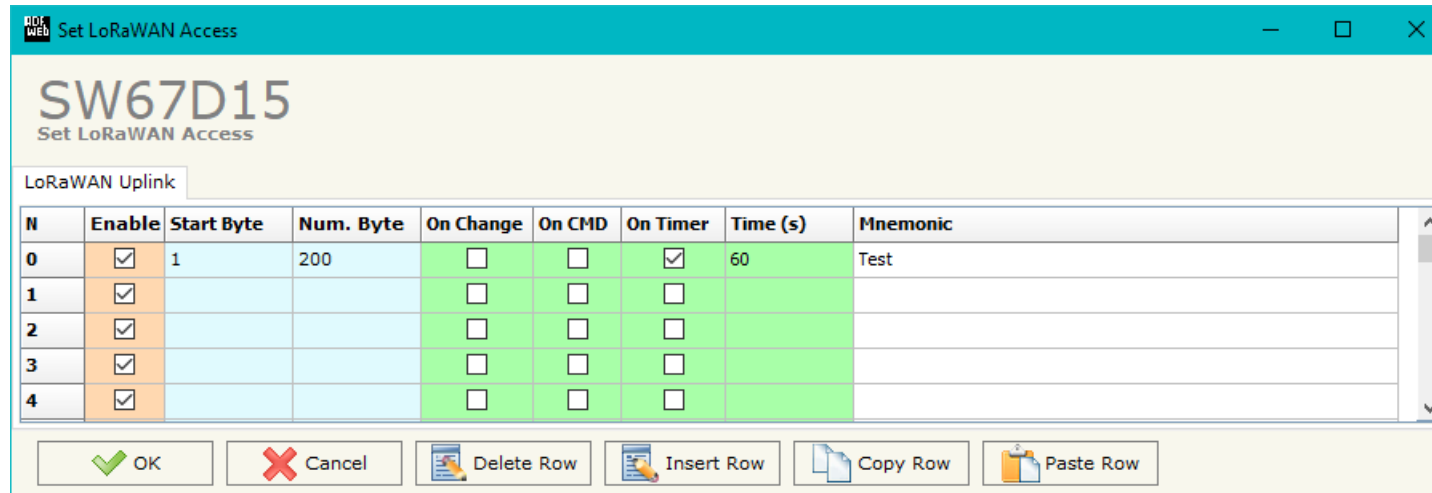 ADF WEB Set LoRaWAN Access
SW67D15
Set LoRaWAN Access
LoRaWAN Uplink
N Enable Start Byte Num. Byte On Change On CMD On Timer Time (s) Mnemonic
0 1 200 60 Test
1
2
3
4
OK Cancel Delete Row Insert Row Copy Row Paste Row